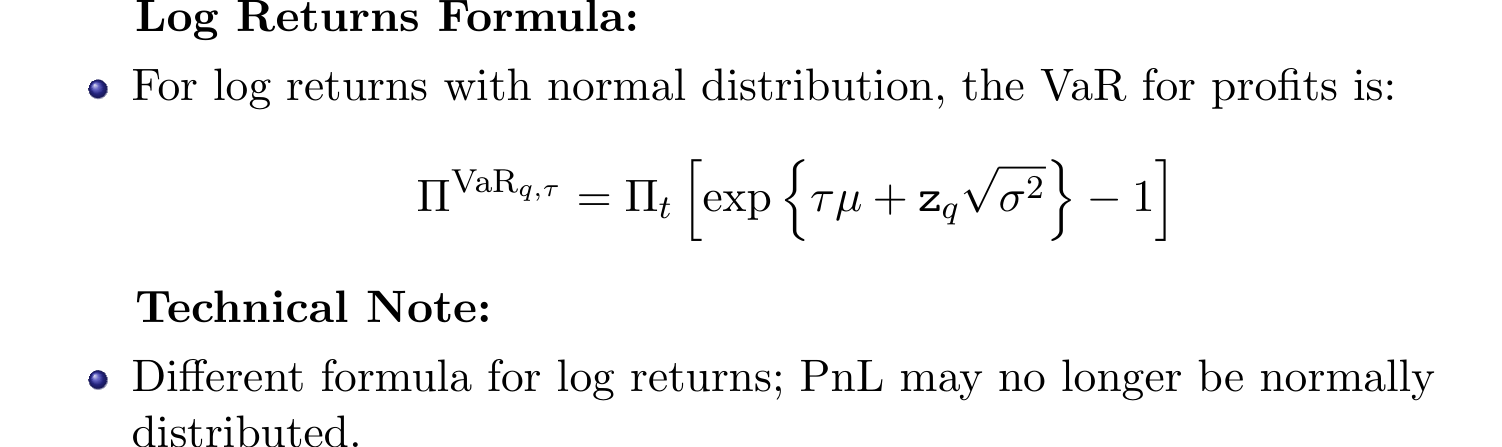 Log Returns Formula:
For log returns with normal distribution, the VaR for profits is:
Π^{VaR_{q,τ}} = Π_t [exp {τμ + z_q√σ²} − 1]
Technical Note:
Different formula for log returns; PnL may no longer be normally
distributed.